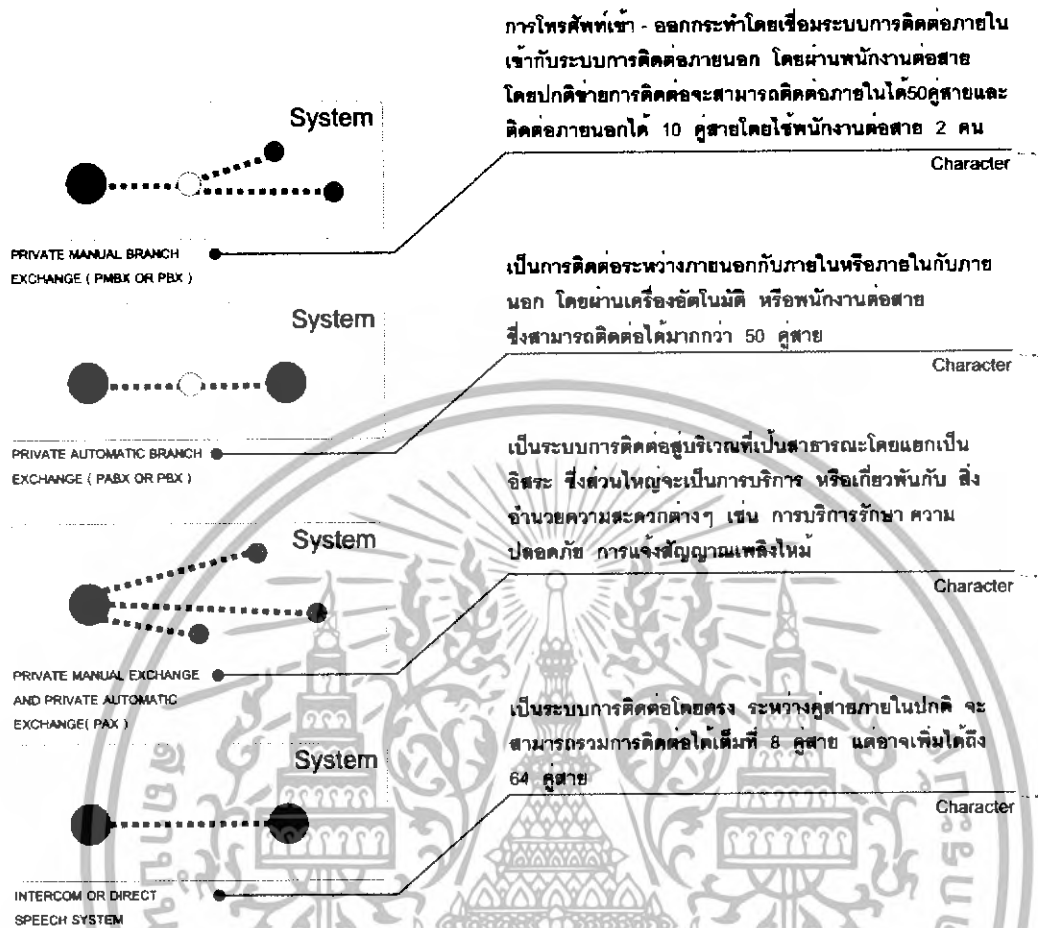 การโทรศัพท์เข้า - ออกกระทำโดยเชื่อมระบบการติดต่อภายใน
เข้ากับระบบการติดต่อภายนอก โดยผ่านพนักงานต่อสาย
โดยปกติข่ายการติดต่อจะสามารถติดต่อภายในได้50คู่สายและ
ติดต่อภายนอกได้ 10 คู่สายโดยใช้พนักงานต่อสาย 2 คน
System
Character
PRIVATE MANUAL BRANCH
EXCHANGE ( PMBX OR PBX )
เป็นการติดต่อระหว่างภายนอกกับภายในหรือภายในกับภาย
นอก โดยผ่านเครื่องอัตโนมัติ หรือพนักงานต่อสาย
ซึ่งสามารถติดต่อได้มากกว่า 50 คู่สาย
System
Character
PRIVATE AUTOMATIC BRANCH
EXCHANGE ( PABX OR PBX )
เป็นระบบการติดต่อสู่บริเวณที่เป็นสาธารณะโดยแยกเป็น
อิสระ ซึ่งส่วนใหญ่จะเป็นการบริการ หรือเกี่ยวพันกับ สิ่ง
อำนวยความสะดวกต่างๆ เช่น การบริการรักษา ความ
ปลอดภัย การแจ้งสัญญาณเพลิงไหม้
System
Character
PRIVATE MANUAL EXCHANGE
AND PRIVATE AUTOMATIC
EXCHANGE( PAX )
เป็นระบบการติดต่อโดยตรง ระหว่างคู่สายภายในปกติ จะ
สามารถรวมการติดต่อได้เต็มที่ 8 คู่สาย แต่อาจเพิ่มได้ถึง
64 คู่สาย
System
Character
INTERCOM OR DIRECT
SPEECH SYSTEM